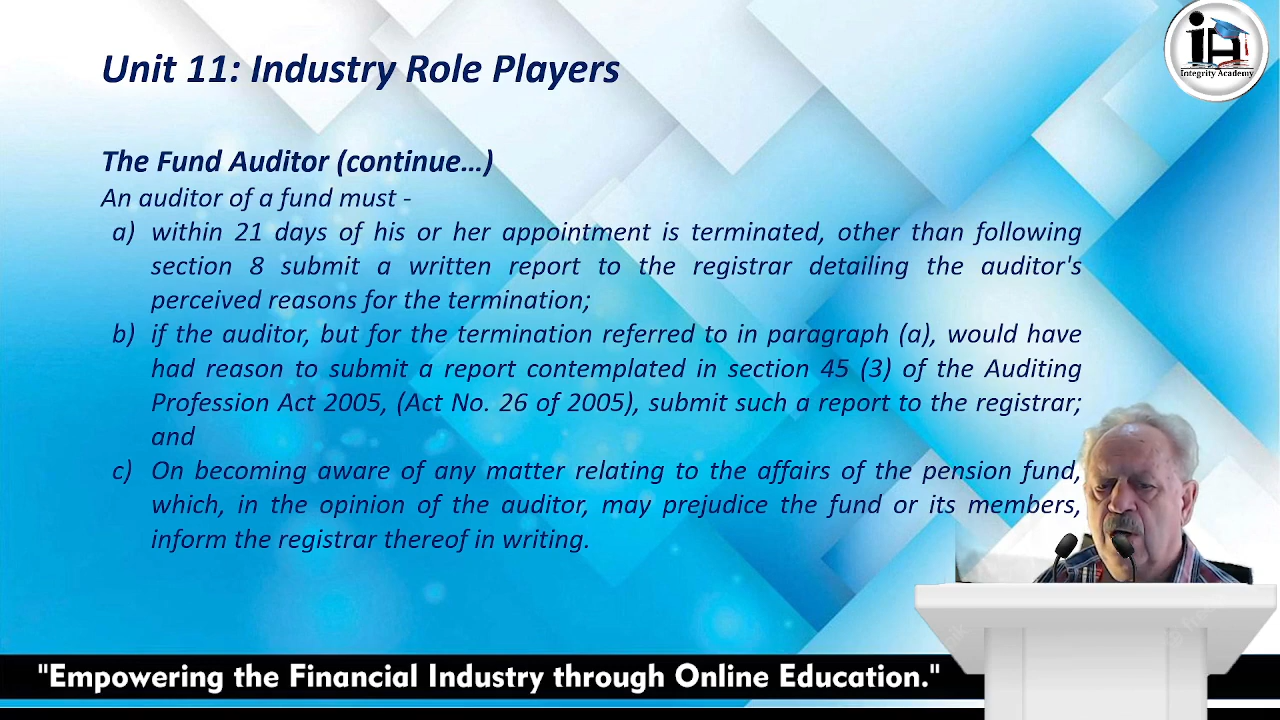 Unit 11: Industry Role Players
iA
Integrity Academy
The Fund Auditor (continue...)
An auditor of a fund must -
a) within 21 days of his or her appointment is terminated, other than following
section 8 submit a written report to the registrar detailing the auditor's
perceived reasons for the termination;
b) if the auditor, but for the termination referred to in paragraph (a), would have
had reason to submit a report contemplated in section 45 (3) of the Auditing
Profession Act 2005, (Act No. 26 of 2005), submit such a report to the registrar;
and
c) On becoming aware of any matter relating to the affairs of the pension fund,
which, in the opinion of the auditor, may prejudice the fund or its members,
inform the registrar thereof in writing.
"Empowering the Financial Industry through Online Education."